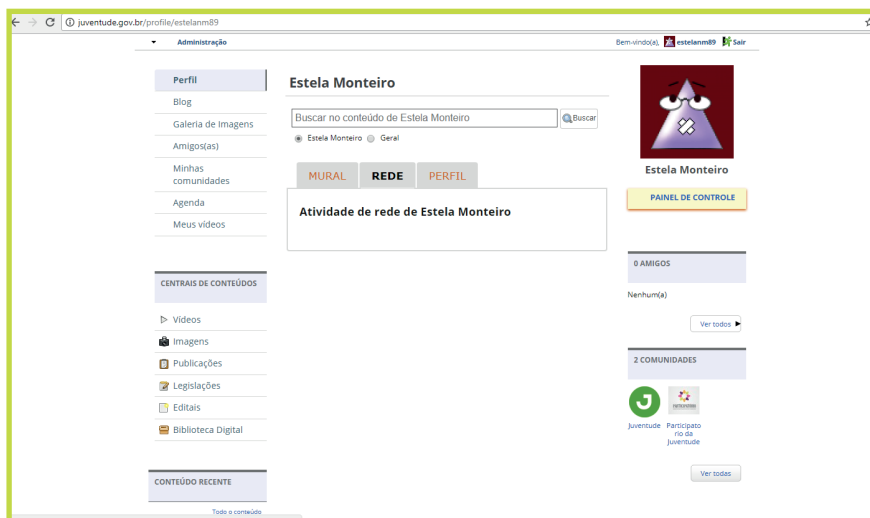 juventude.gov.br/profile/estelanm89
Administração
Bem-vindo(a), estelanm89 Sair
Perfil
Blog
Galeria de Imagens
Amigos(as)
Minhas
comunidades
Agenda
Meus vídeos
CENTRAIS DE CONTEÚDOS
Vídeos
Imagens
Publicações
Legislações
Editais
Biblioteca Digital
CONTEÚDO RECENTE
Todo o conteúdo
Estela Monteiro
Buscar no conteúdo de Estela Monteiro
Buscar
Estela Monteiro Geral
MURAL REDE PERFIL
Atividade de rede de Estela Monteiro
Estela Monteiro
PAINEL DE CONTROLE
0 AMIGOS
Nenhum(a)
Ver todos
2 COMUNIDADES
Juventude
Participato
rio da
Juventude
Ver todas